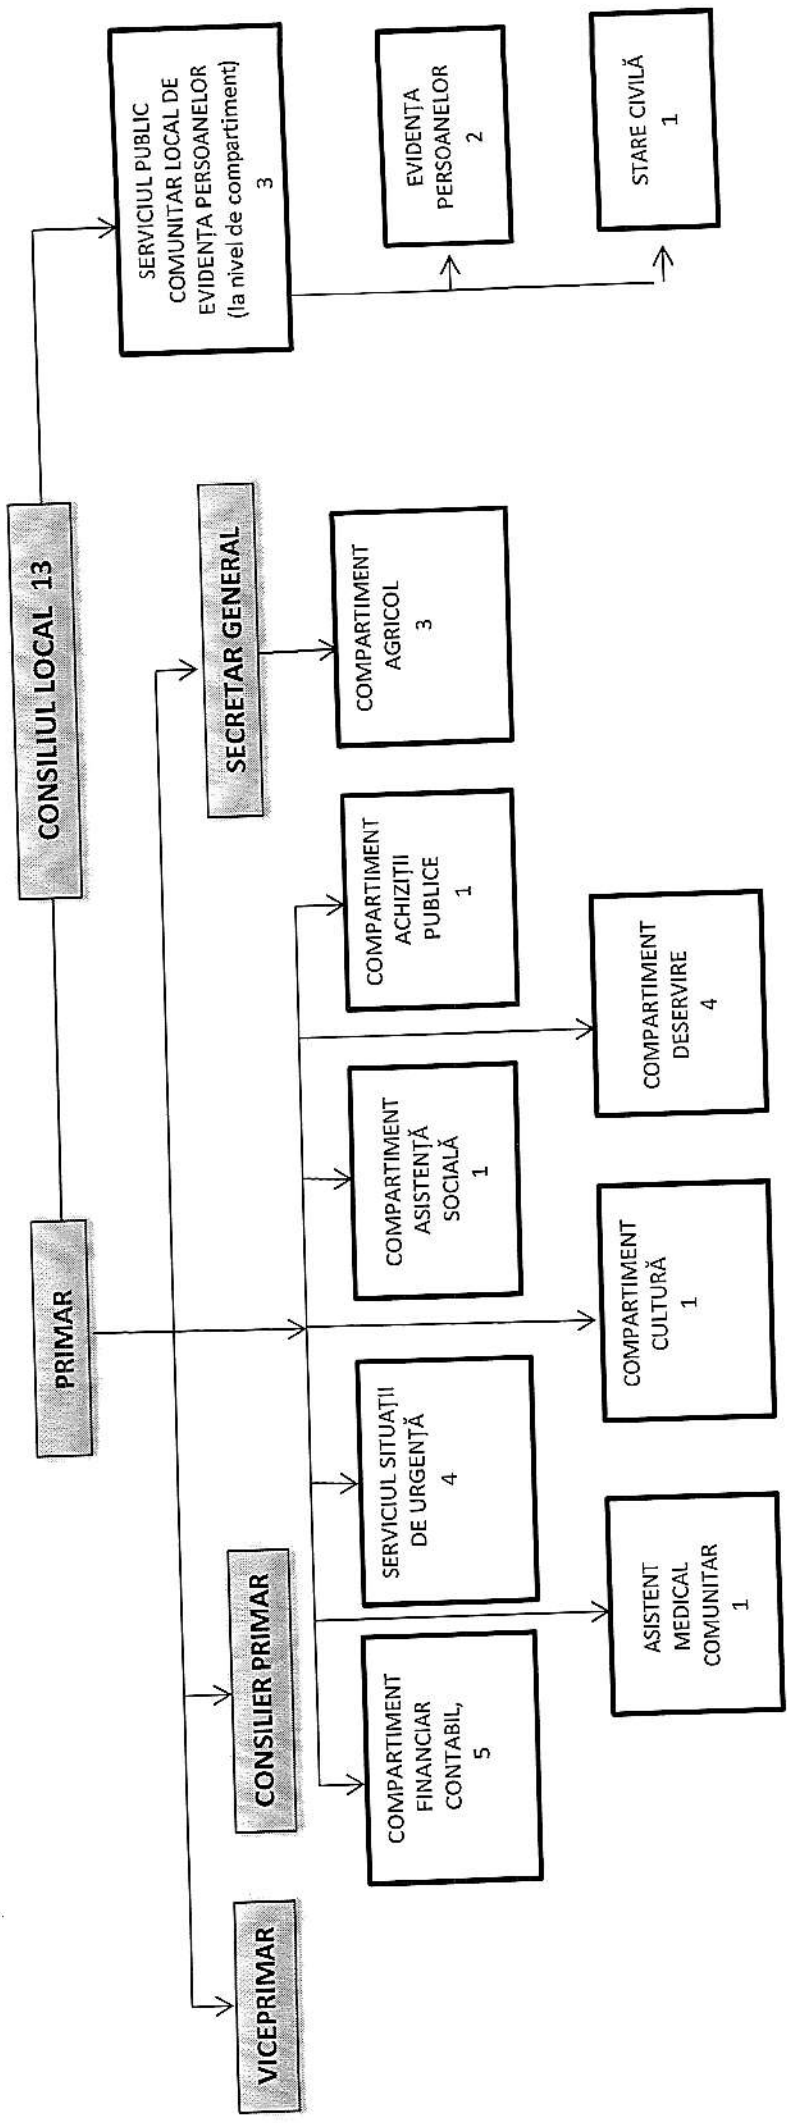 CONSILIUL LOCAL 13
PRIMAR
SERVICIUL PUBLIC
COMUNITAR LOCAL DE
EVIDENȚA PERSOANELOR
(la nivel de compartiment)
3
EVIDENȚA
PERSOANELOR
2
STARE CIVILĂ
1
VICEPRIMAR
CONSILIER PRIMAR
SECRETAR GENERAL
COMPARTIMENT
FINANCIAR
CONTABIL,
5
SERVICIUL SITUAȚII
DE URGENȚĂ
4
COMPARTIMENT
ASISTENȚĂ
SOCIALĂ
1
COMPARTIMENT
ACHIZIȚII
PUBLICE
1
COMPARTIMENT
AGRICOL
3
ASISTENT
MEDICAL
COMUNITAR
1
COMPARTIMENT
CULTURĂ
1
COMPARTIMENT
DESERVIRE
4